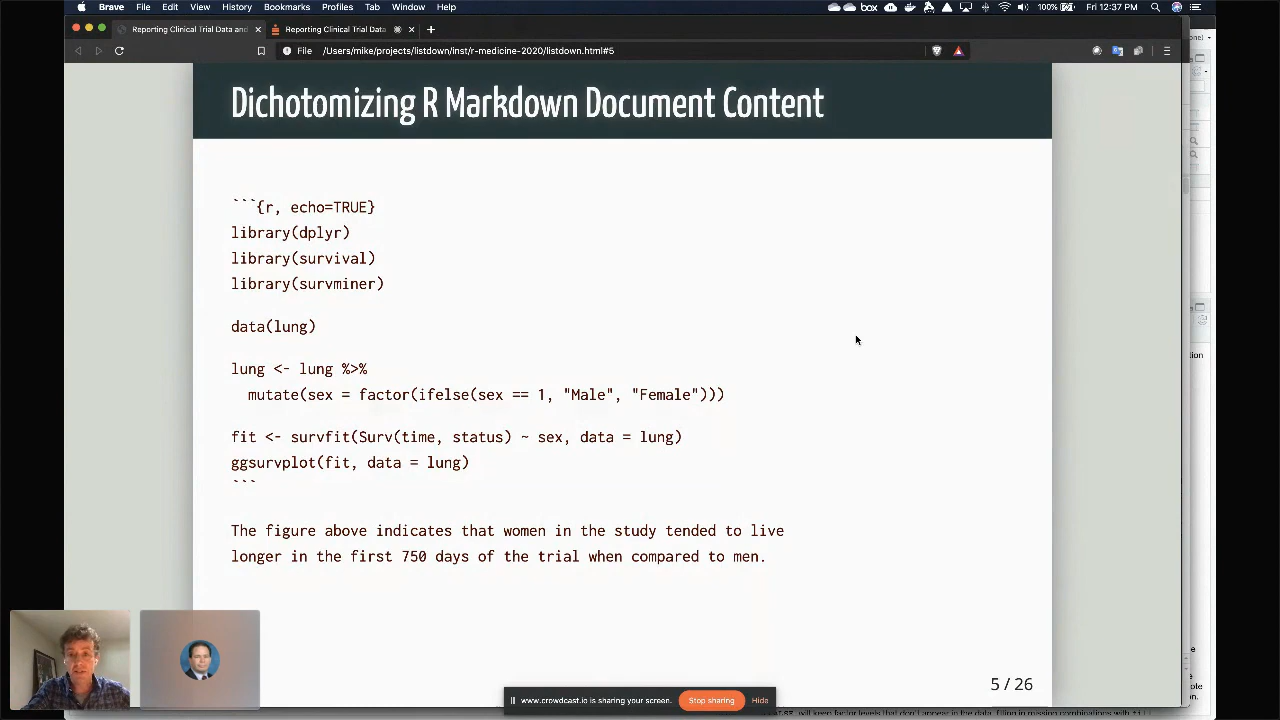 Brave File Edit View History Bookmarks Profiles Tab Window Help box 100% Fri 12:37 PM
Reporting Clinical Trial Data and Reporting Clinical Trial Data
File /Users/mike/projects/listdown/inst/r-medicine-2020/listdown.html#5
Dichotomizing R Markdown Document Content
```{r, echo=TRUE}
library(dplyr)
library(survival)
library(survminer)
data(lung)
lung <- lung %>%
mutate(sex = factor(ifelse(sex == 1, "Male", "Female")))
fit <- survfit(Surv(time, status) ~ sex, data = lung)
ggsurvplot(fit, data = lung)
```
The figure above indicates that women in the study tended to live
longer in the first 750 days of the trial when compared to men.
5 / 26
www.crowdcast.io is sharing your screen. Stop sharing Hide